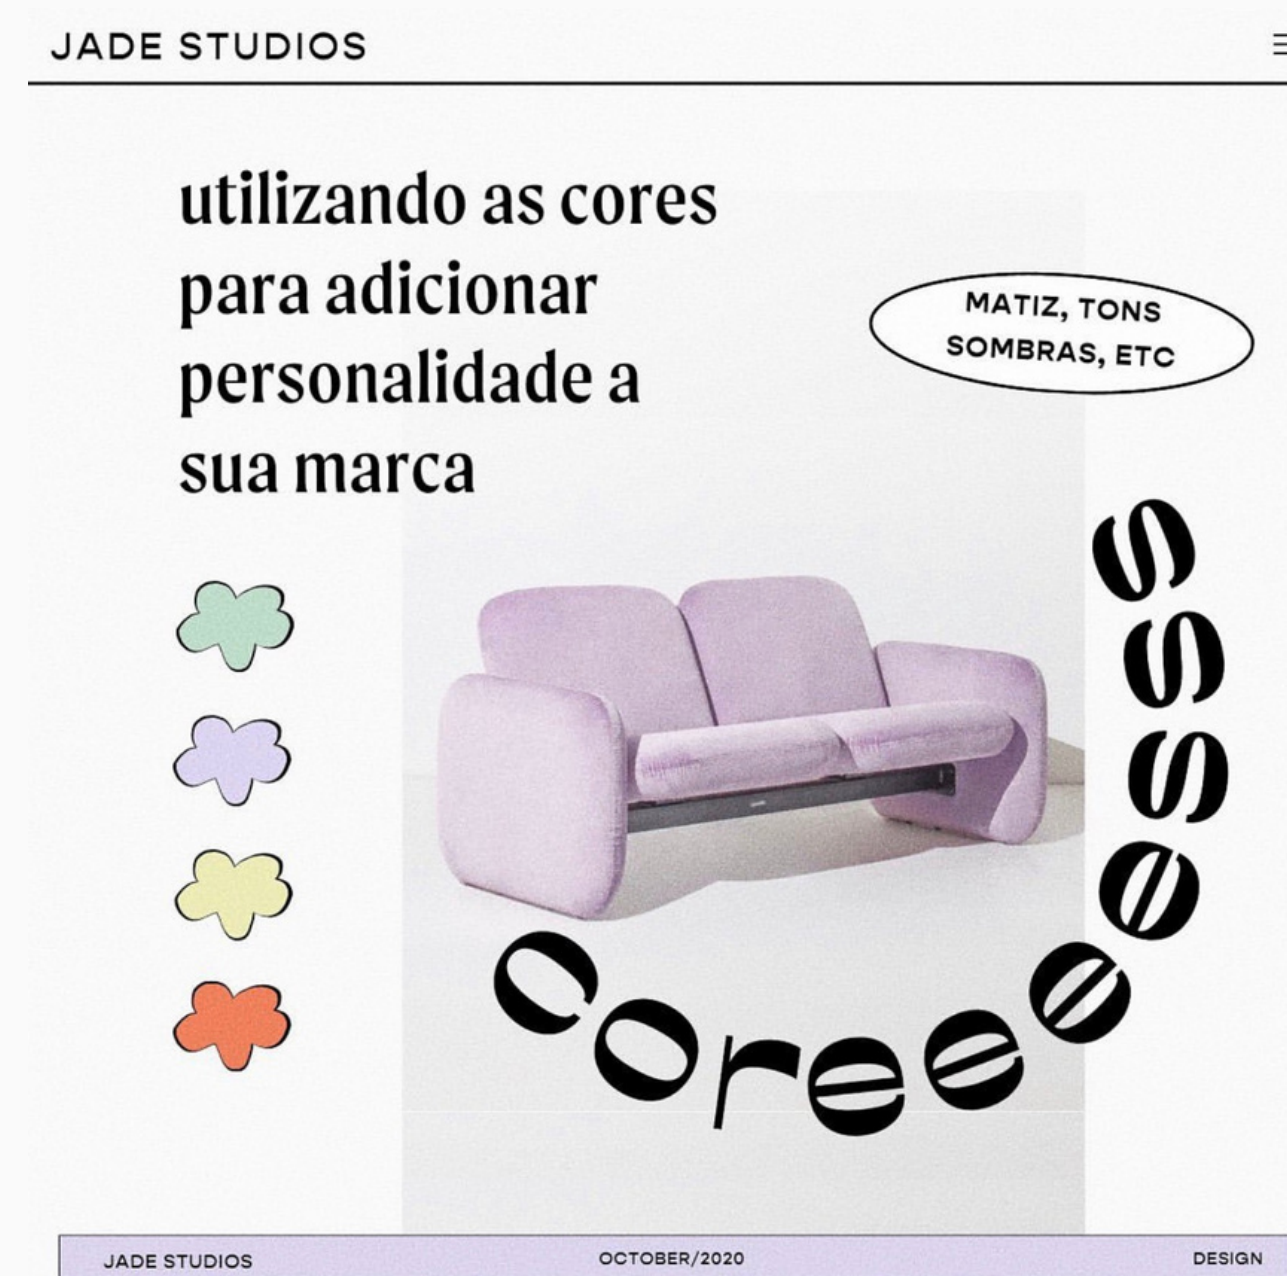 JADE STUDIOS
utilizando as cores
para adicionar
personalidade a
sua marca
MATIZ, TONS
SOMBRAS, ETC
coreeeesss
JADE STUDIOS
OCTOBER/2020
DESIGN